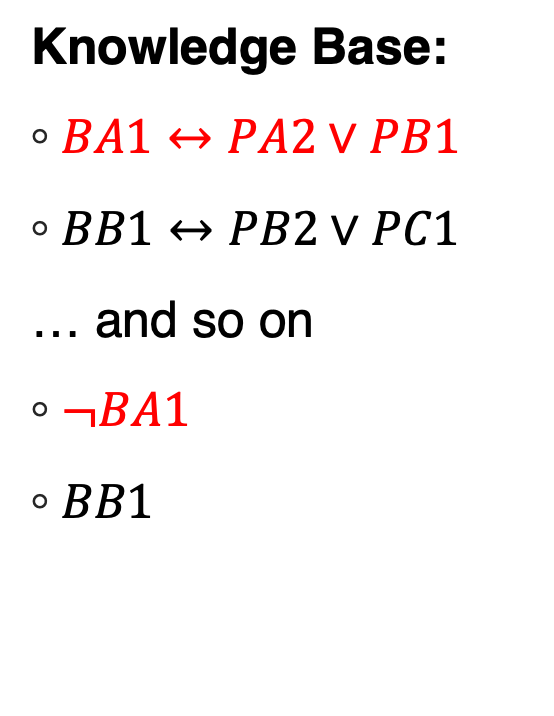 Knowledge Base:
◦ BA1 ↔ PA2 ∨ PB1
◦ BB1 ↔ PB2 ∨ PC1
… and so on
◦ ¬BA1
◦ BB1